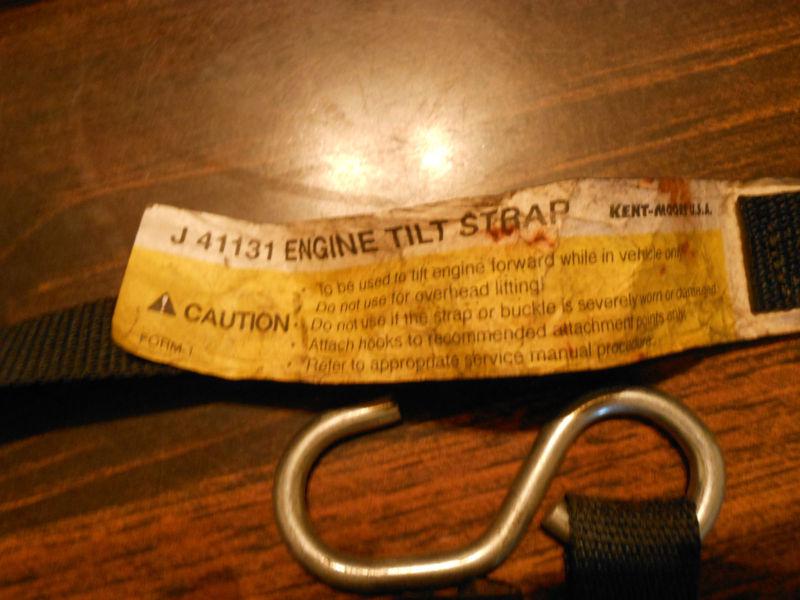 J 41131 ENGINE TILT STRAP KENT-MOORE U.S.A.
• To be used to tilt engine forward while in vehicle only!
• Do not use for overhead lifting!
⚠ CAUTION • Do not use if the strap or buckle is severely worn or damaged.
• Attach hooks to recommended attachment points only.
FORM-1 • Refer to appropriate service manual procedure.